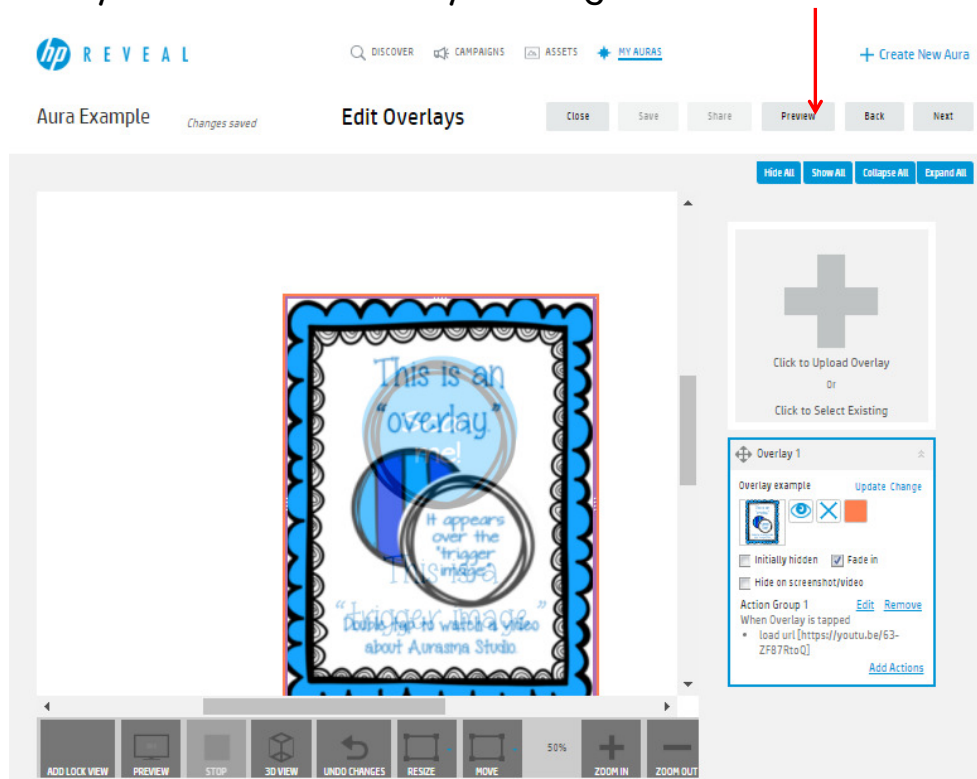 hp REVEAL
DISCOVER CAMPAIGNS ASSETS MY AURAS
+ Create New Aura
Aura Example Changes saved Edit Overlays Close Save Share Preview Back Next
Hide All Show All Collapse All Expand All
This is an
"overlay."
me!
It appears
over the
"trigger
image"
This is a
"trigger image."
Double tap to watch a video
about Aurasma Studio.
Click to Upload Overlay
Or
Click to Select Existing
Overlay 1
Overlay example Update Change
Initially hidden Fade in
Hide on screenshot/video
Action Group 1 Edit Remove
When Overlay is tapped
• load url [https://youtu.be/63-
ZF87RtoQ]
Add Actions
ADD LOCK VIEW PREVIEW STOP 3D VIEW UNDO CHANGES RESIZE MOVE 50% ZOOM IN ZOOM OUT